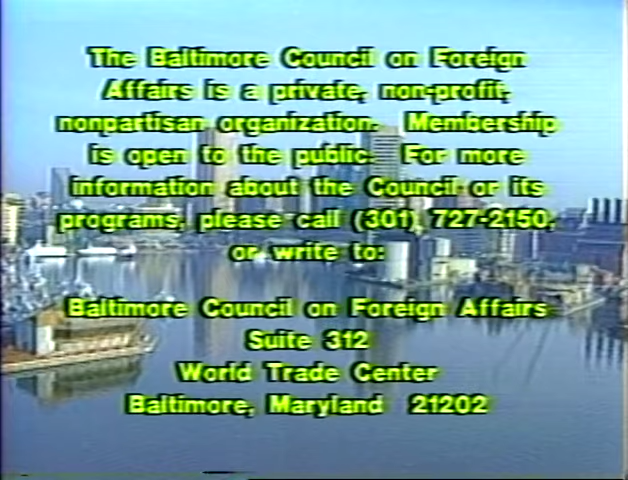 The Baltimore Council on Foreign
Affairs is a private, non-profit,
nonpartisan organization. Membership
is open to the public. For more
information about the Council or its
programs, please call (301) 727-2150,
or write to:
Baltimore Council on Foreign Affairs
Suite 312
World Trade Center
Baltimore, Maryland 21202